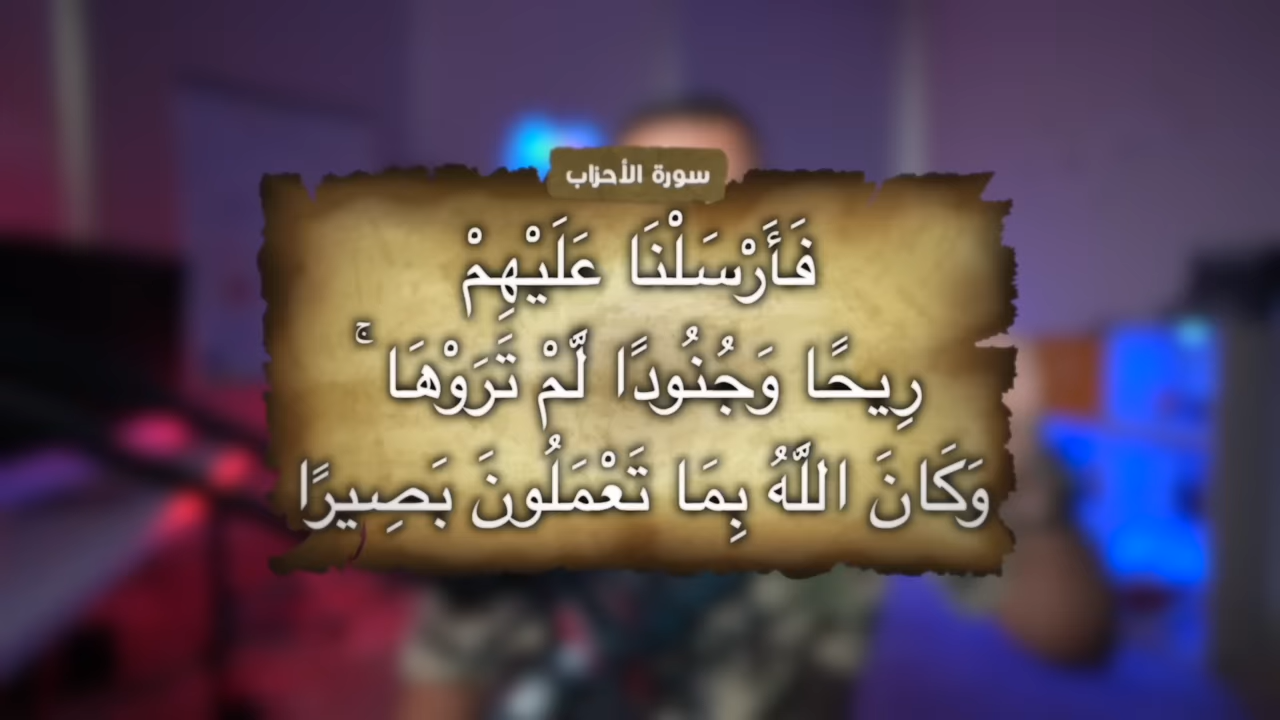 سورة الأحزاب
فَأَرْسَلْنَا عَلَيْهِمْ
رِيحًا وَجُنُودًا لَّمْ تَرَوْهَا ۚ
وَكَانَ اللَّهُ بِمَا تَعْمَلُونَ بَصِيرًا